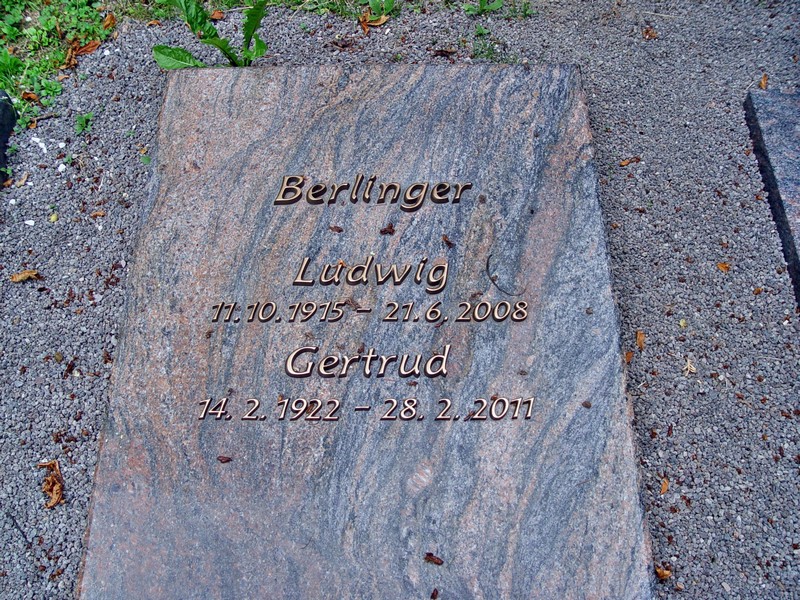 Berlinger
Ludwig
11. 10. 1915 - 21. 6. 2008
Gertrud
14. 2. 1922 - 28. 2. 2011